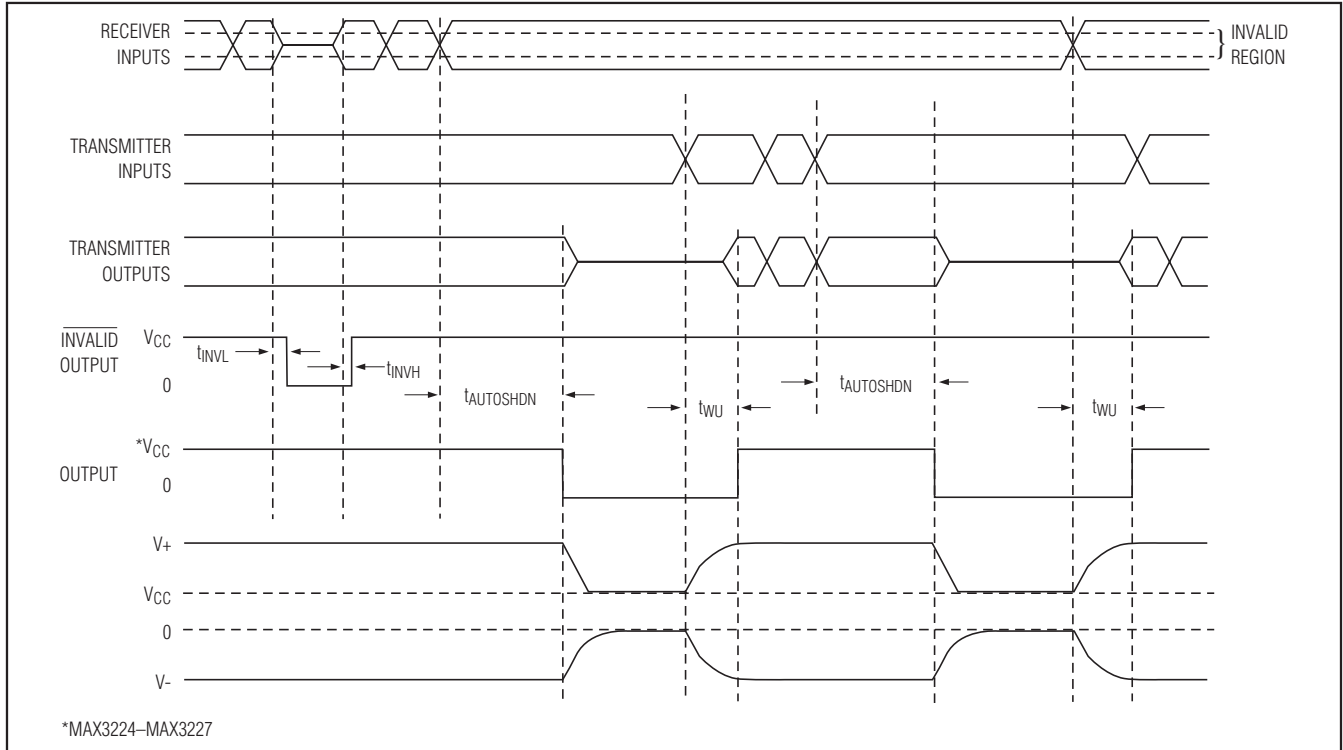 RECEIVER
INPUTS
} INVALID
REGION
TRANSMITTER
INPUTS
TRANSMITTER
OUTPUTS
INVALID
OUTPUT
VCC
0
tINVL
tINVH
tAUTOSHDN
tWU
tAUTOSHDN
tWU
OUTPUT
*VCC
0
V+
VCC
0
V-
*MAX3224–MAX3227